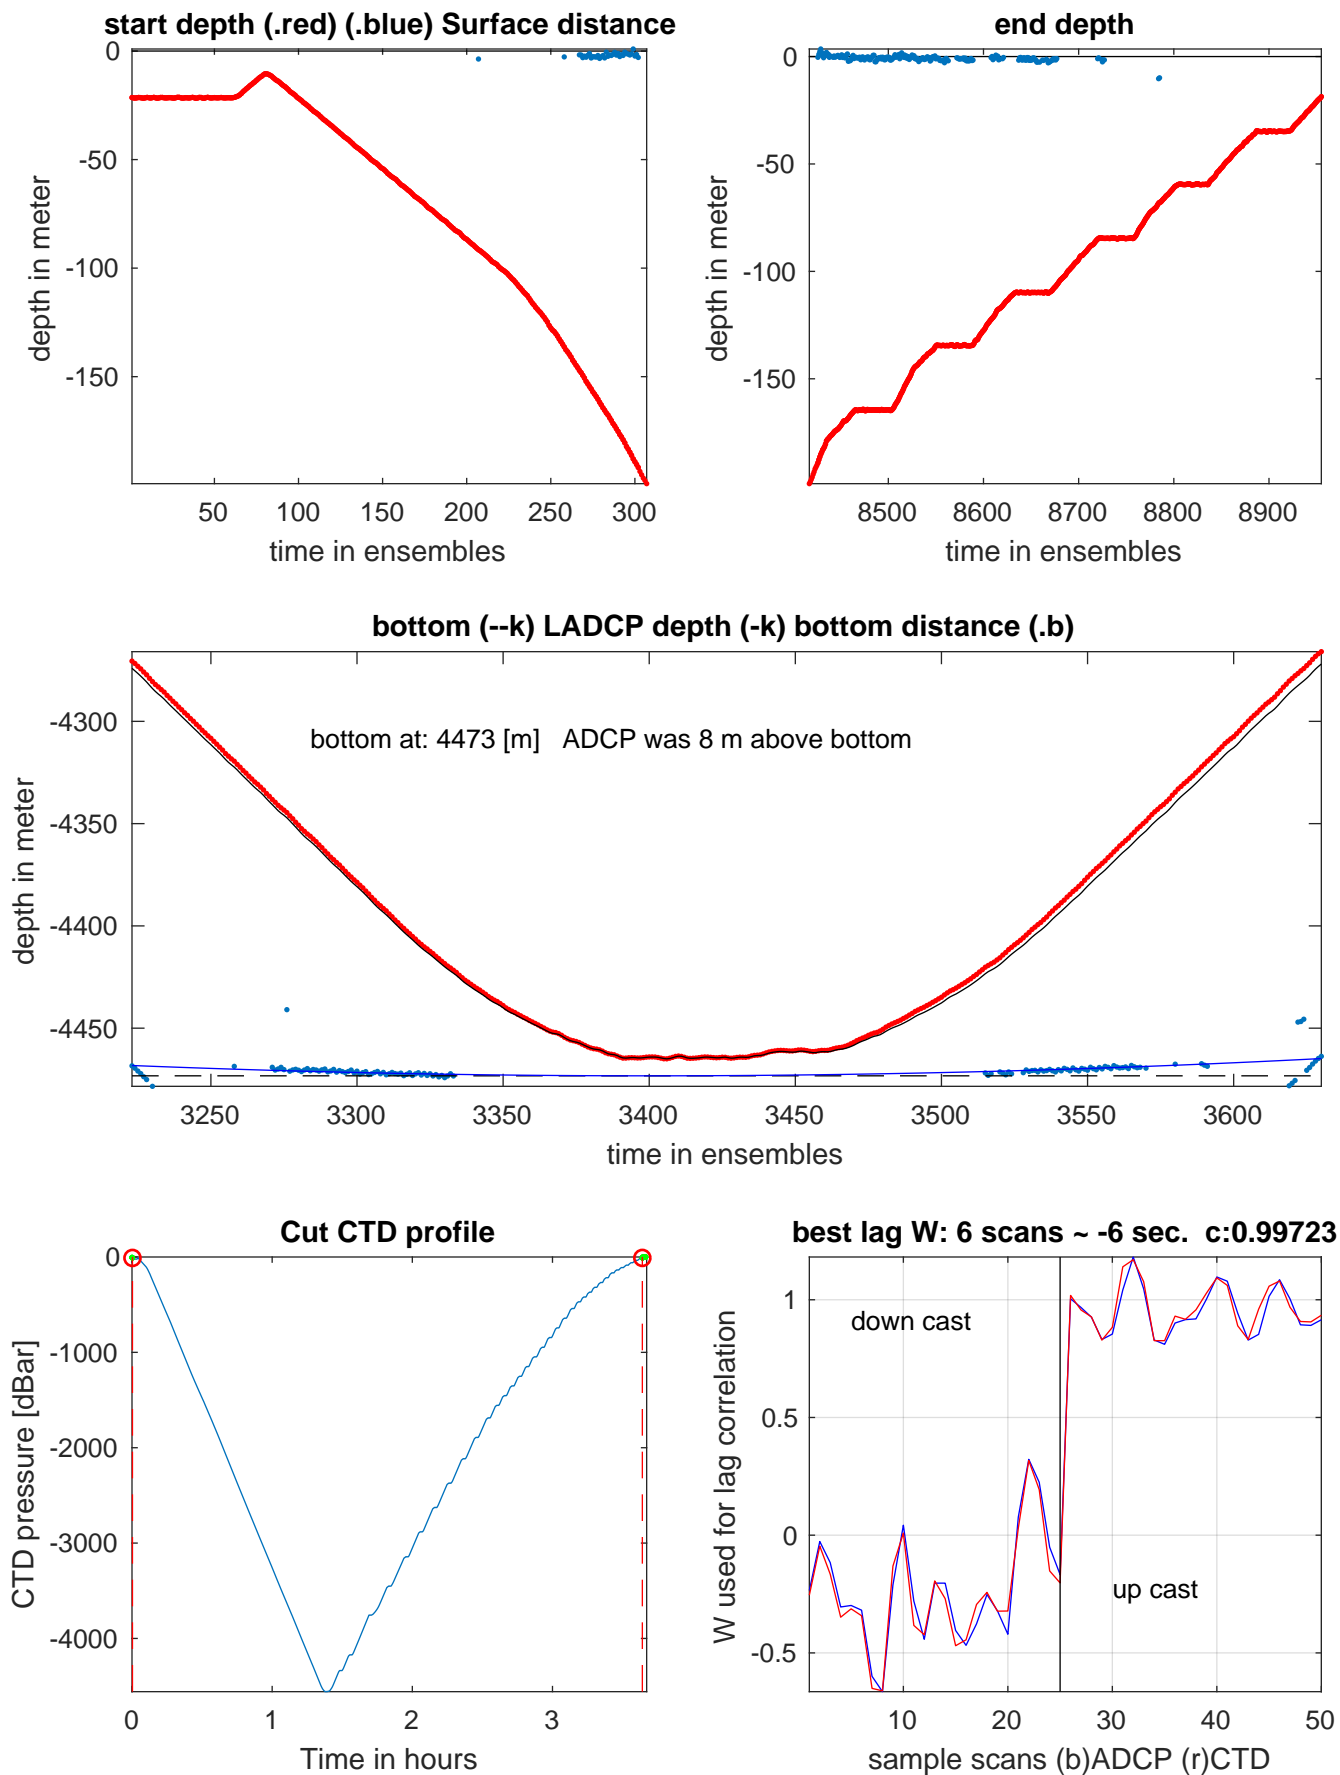 start depth (.red) (.blue) Surface distance
0
-50
-100
-150
50 100 150 200 250 300
depth in meter
time in ensembles
end depth
0
-50
-100
-150
8500 8600 8700 8800 8900
depth in meter
time in ensembles
bottom (--k) LADCP depth (-k) bottom distance (.b)
-4300
-4350
-4400
-4450
bottom at: 4473 [m] ADCP was 8 m above bottom
3250 3300 3350 3400 3450 3500 3550 3600
depth in meter
time in ensembles
Cut CTD profile
0
-1000
-2000
-3000
-4000
0 1 2 3
CTD pressure [dBar]
Time in hours
best lag W: 6 scans ~ -6 sec. c:0.99723
1
0.5
0
-0.5
down cast
up cast
10 20 30 40 50
W used for lag correlation
sample scans (b)ADCP (r)CTD